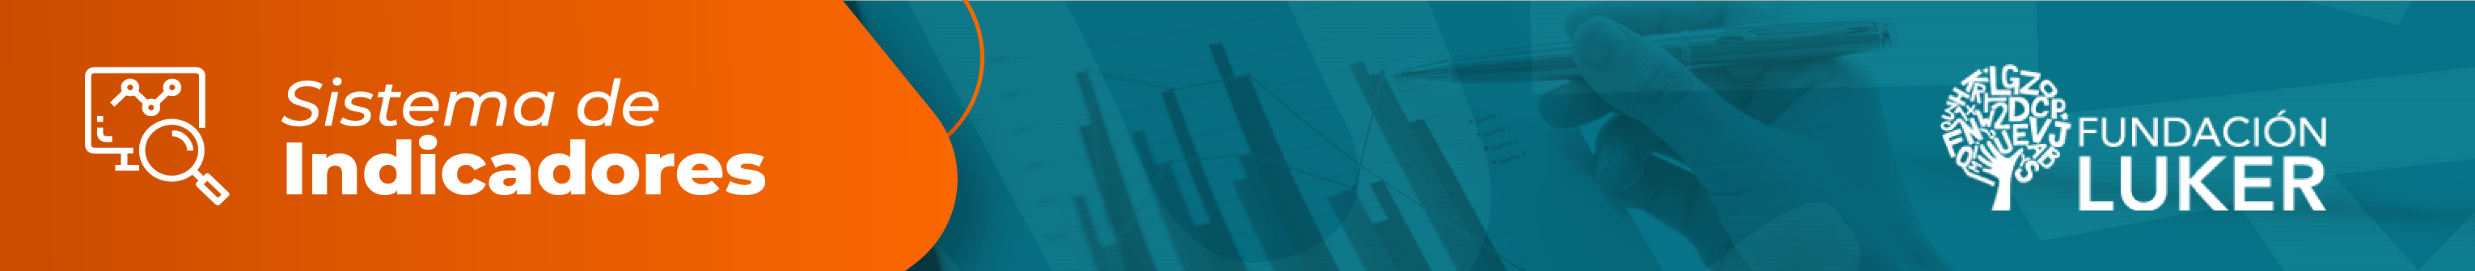 Sistema de
Indicadores
FUNDACIÓN
LUKER